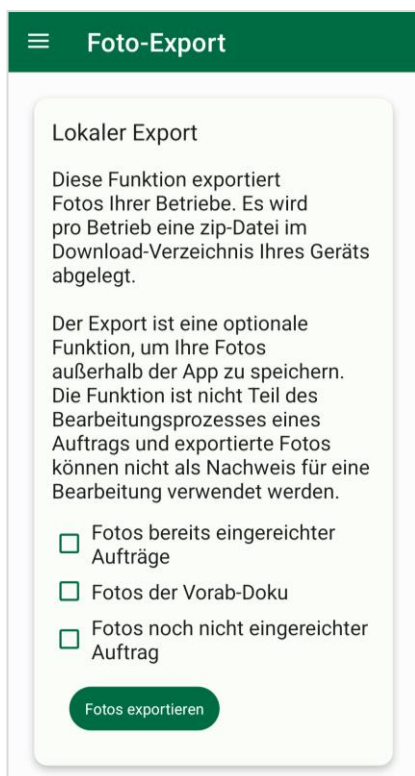 Foto-Export
Lokaler Export
Diese Funktion exportiert
Fotos Ihrer Betriebe. Es wird
pro Betrieb eine zip-Datei im
Download-Verzeichnis Ihres Geräts
abgelegt.
Der Export ist eine optionale
Funktion, um Ihre Fotos
außerhalb der App zu speichern.
Die Funktion ist nicht Teil des
Bearbeitungsprozesses eines
Auftrags und exportierte Fotos
können nicht als Nachweis für eine
Bearbeitung verwendet werden.
Fotos bereits eingereichter
Aufträge
Fotos der Vorab-Doku
Fotos noch nicht eingereichter
Auftrag
Fotos exportieren